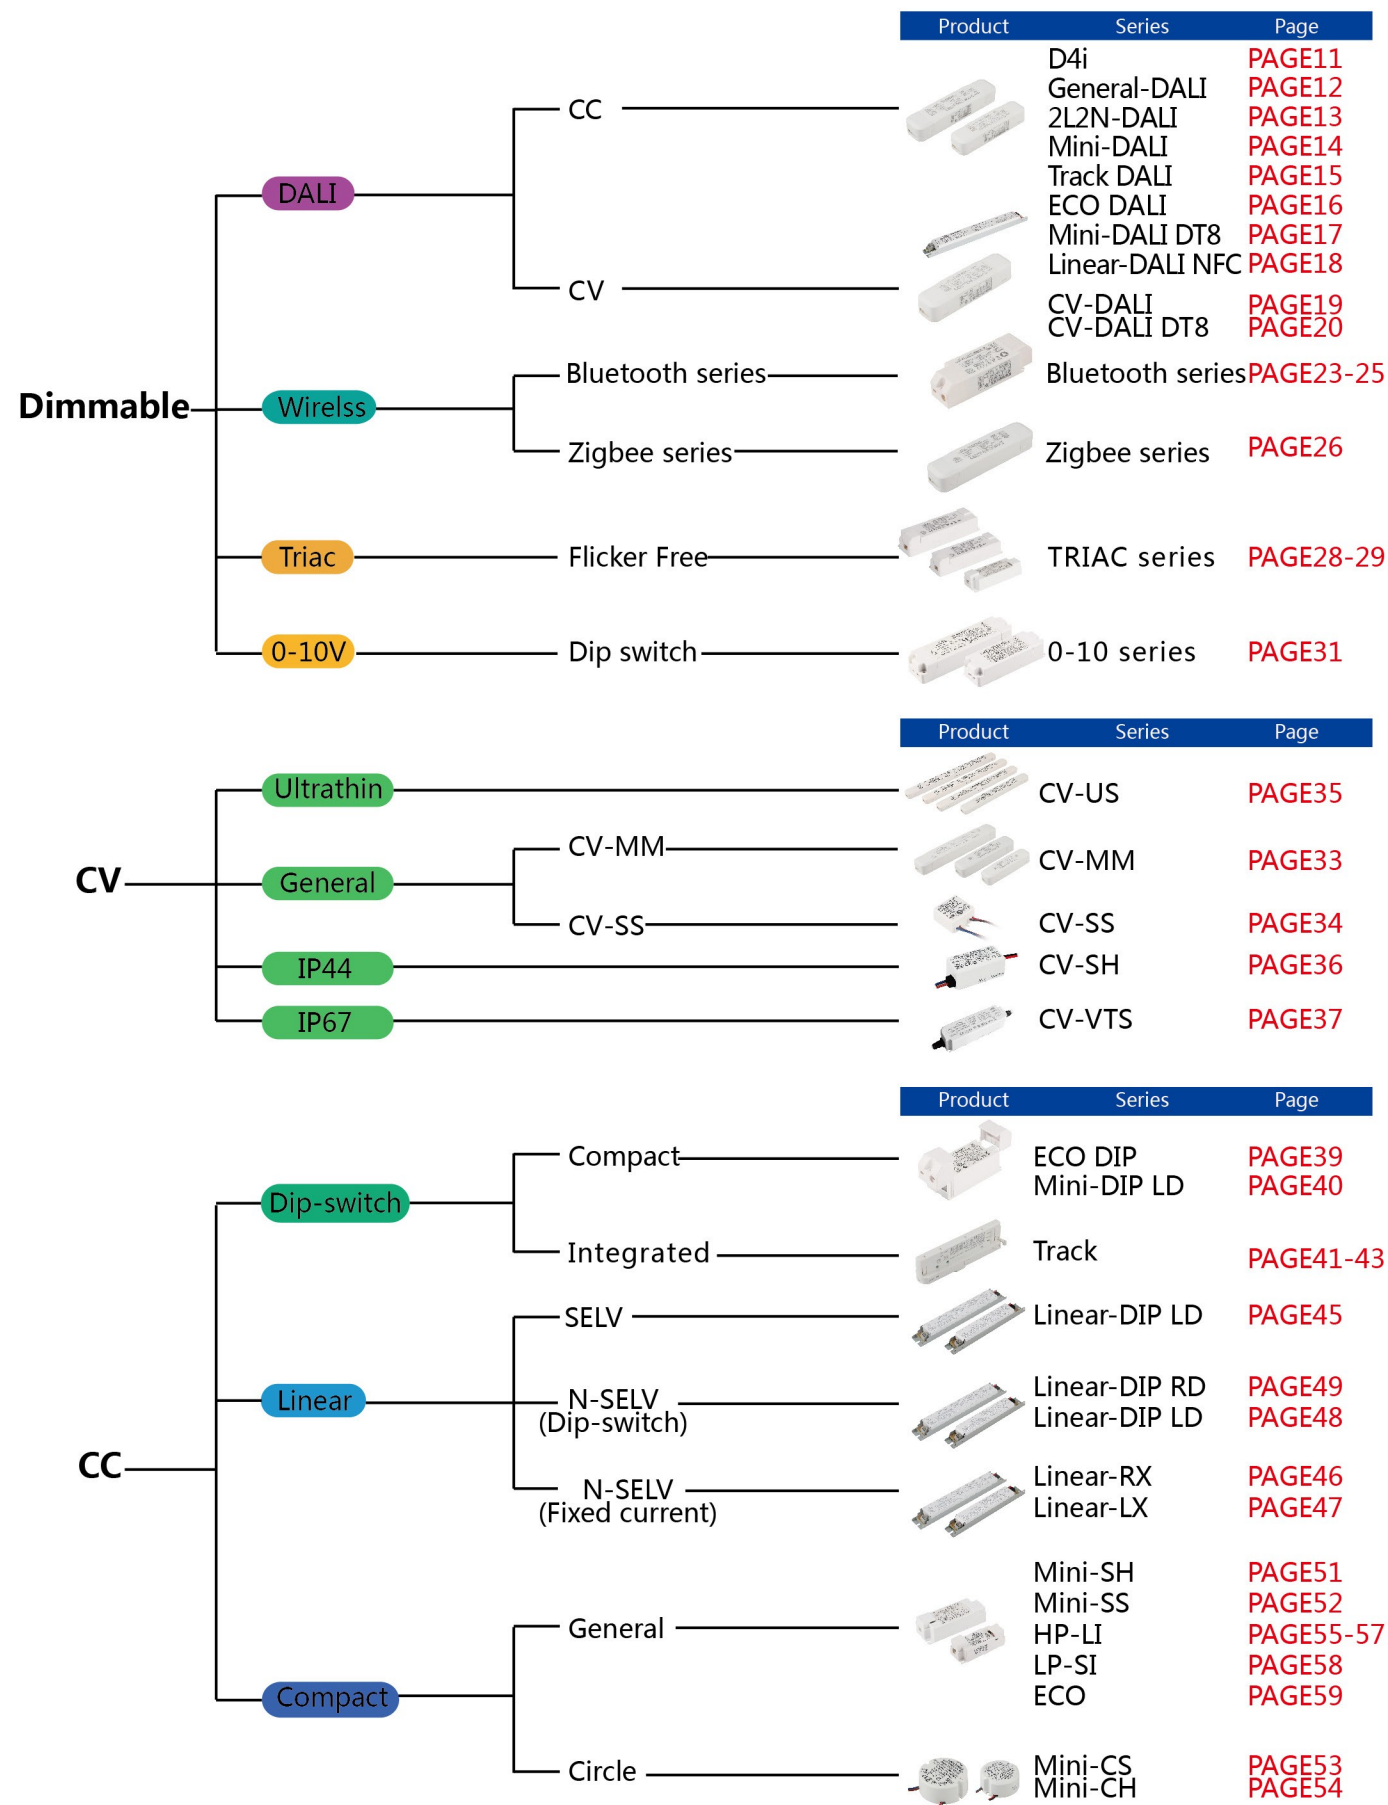 Product Series Page
D4i PAGE11
General-DALI PAGE12
CC
2L2N-DALI PAGE13
Mini-DALI PAGE14
Track DALI PAGE15
DALI
ECO DALI PAGE16
Mini-DALI DT8 PAGE17
Linear-DALI NFC PAGE18
CV
CV-DALI PAGE19
CV-DALI DT8 PAGE20
Bluetooth series Bluetooth series PAGE23-25
Dimmable Wirelss
Zigbee series Zigbee series PAGE26
Triac Flicker Free TRIAC series PAGE28-29
0-10V Dip switch 0-10 series PAGE31
Product Series Page
Ultrathin CV-US PAGE35
CV-MM CV-MM PAGE33
CV General
CV-SS CV-SS PAGE34
IP44 CV-SH PAGE36
IP67 CV-VTS PAGE37
Product Series Page
Compact ECO DIP PAGE39
Mini-DIP LD PAGE40
Dip-switch
Integrated Track PAGE41-43
SELV Linear-DIP LD PAGE45
Linear-DIP RD PAGE49
Linear N-SELV
(Dip-switch) Linear-DIP LD PAGE48
CC
Linear-RX PAGE46
N-SELV
(Fixed current) Linear-LX PAGE47
Mini-SH PAGE51
Mini-SS PAGE52
General HP-LI PAGE55-57
LP-SI PAGE58
Compact ECO PAGE59
Circle Mini-CS PAGE53
Mini-CH PAGE54